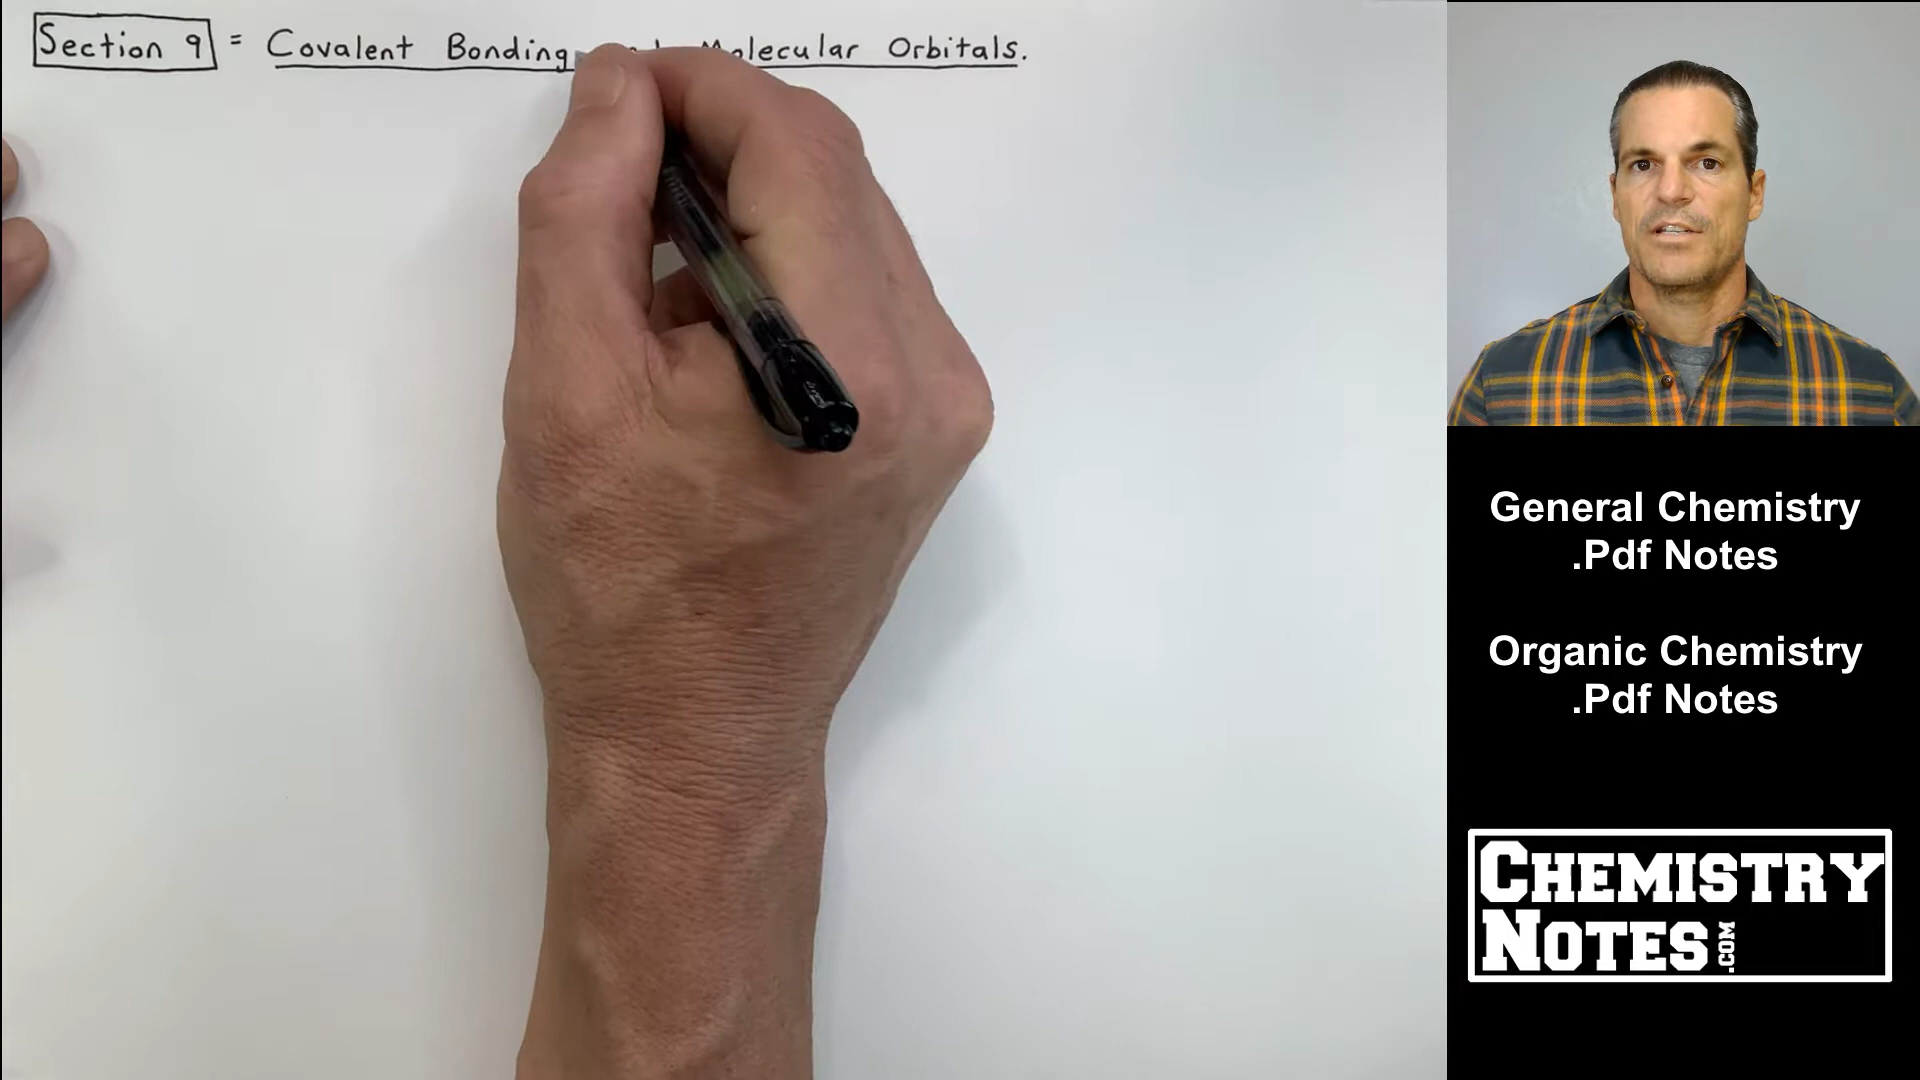 Section 9 = Covalent Bonding Orbitals.
General Chemistry
.Pdf Notes
Organic Chemistry
.Pdf Notes
CHEMISTRY
NOTES.COM